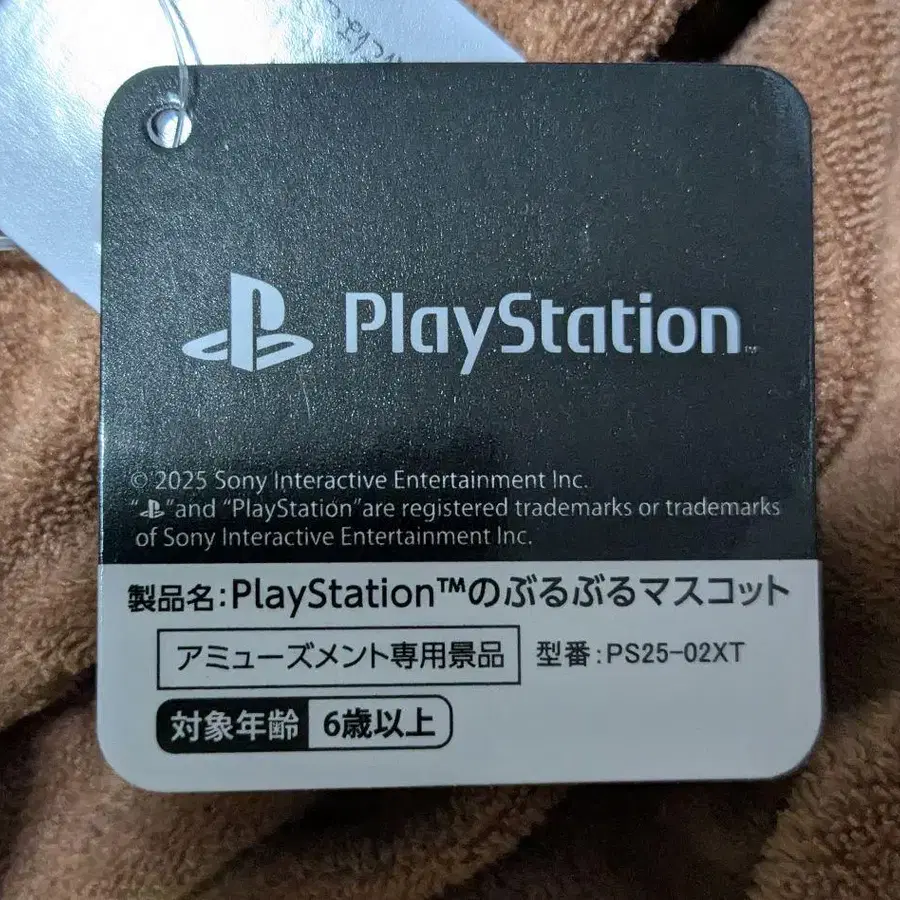 PlayStation™
© 2025 Sony Interactive Entertainment Inc.
"PS"and "PlayStation"are registered trademarks or trademarks
of Sony Interactive Entertainment Inc.
製品名:PlayStation™のぶるぶるマスコット
アミューズメント専用景品
型番:PS25-02XT
対象年齢 6歳以上